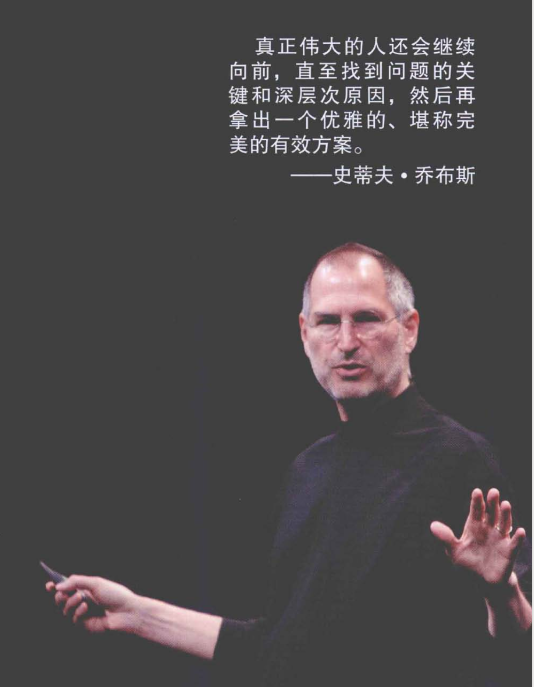 真正伟大的人还会继续
向前，直至找到问题的关
键和深层次原因，然后再
拿出一个优雅的、堪称完
美的有效方案。
——史蒂夫·乔布斯